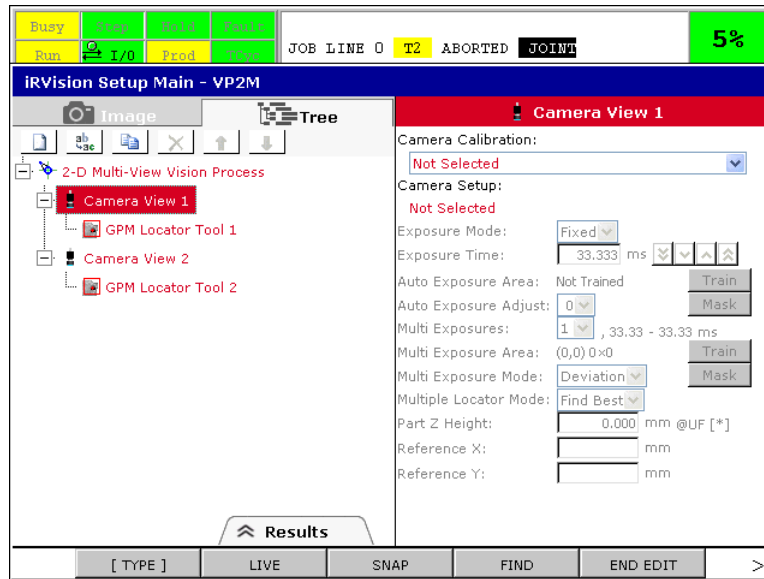 Busy Step Hold Fault
Run I/O Prod TCyc
JOB LINE 0 T2 ABORTED JOINT
5%
iRVision Setup Main - VP2M
Image
Tree
ab
→ac
2-D Multi-View Vision Process
Camera View 1
GPM Locator Tool 1
Camera View 2
GPM Locator Tool 2
Results
Camera View 1
Camera Calibration:
Not Selected
Camera Setup:
Not Selected
Exposure Mode: Fixed
Exposure Time: 33.333 ms
Auto Exposure Area: Not Trained Train
Auto Exposure Adjust: 0 Mask
Multi Exposures: 1 , 33.33 - 33.33 ms
Multi Exposure Area: (0,0) 0×0 Train
Multi Exposure Mode: Deviation Mask
Multiple Locator Mode: Find Best
Part Z Height: 0.000 mm @UF [*]
Reference X: mm
Reference Y: mm
[ TYPE ] LIVE SNAP FIND END EDIT >